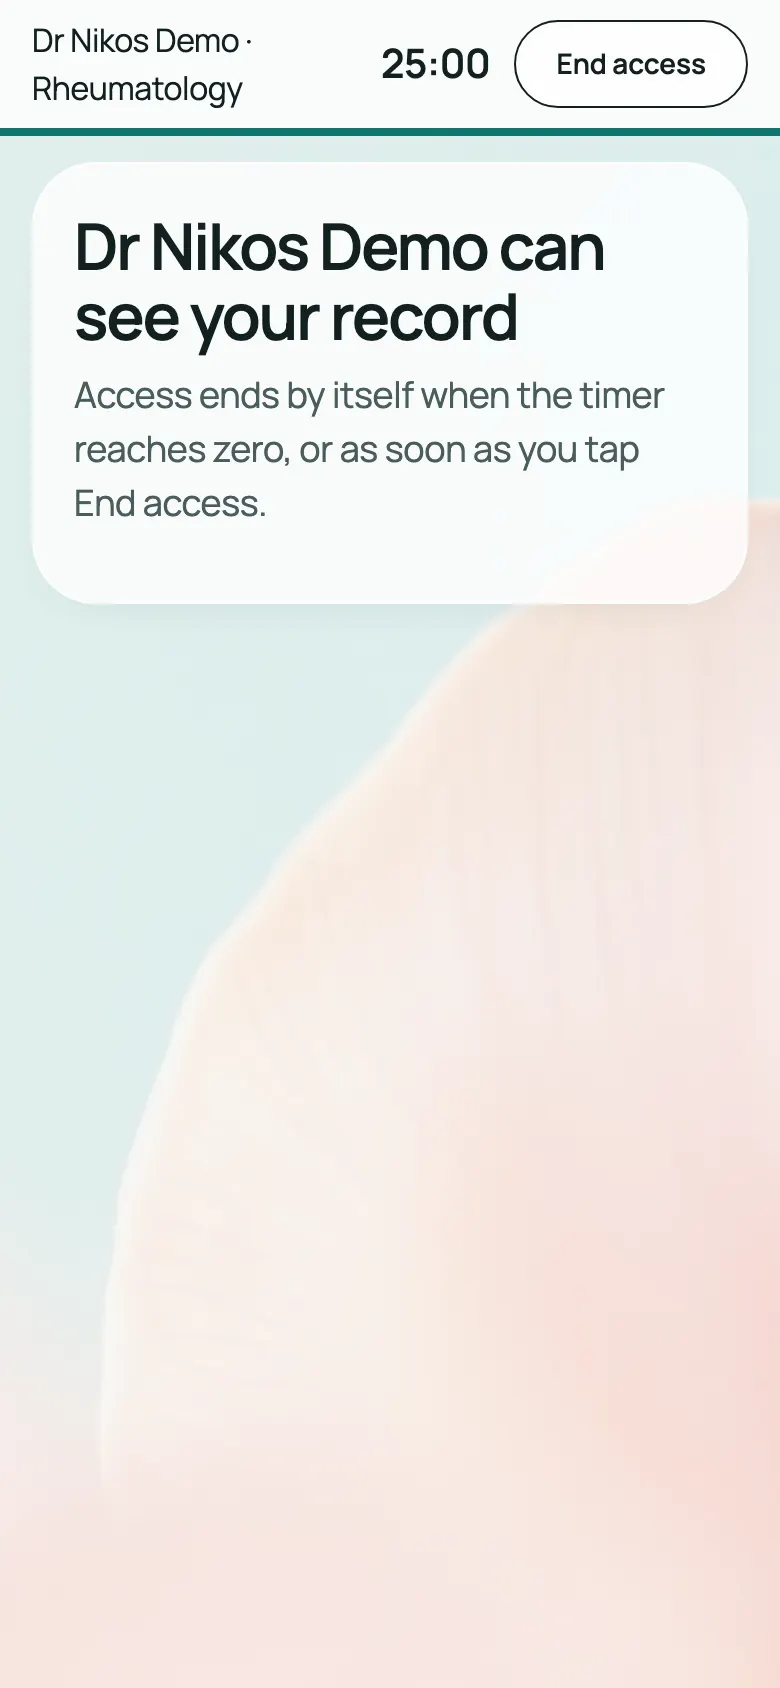 Dr Nikos Demo ·
Rheumatology
25:00
End access
Dr Nikos Demo can
see your record
Access ends by itself when the timer
reaches zero, or as soon as you tap
End access.